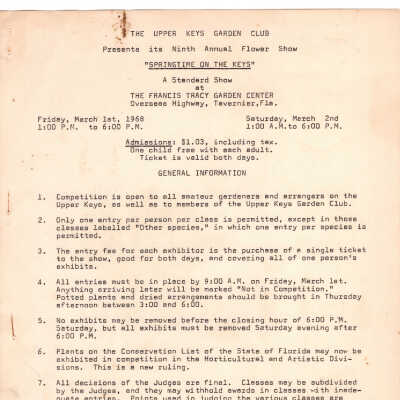 THE UPPER KEYS GARDEN CLUB
Presents its Ninth Annual Flower Show
"SPRINGTIME ON THE KEYS"
A Standard Show
at
THE FRANCIS TRACY GARDEN CENTER
Overseas Highway, Tavernier,Fla.
Friday, March 1st, 1968 Saturday, March 2nd
1:00 P.M. to 6:00 P.M. 1:00 A.M.to 6:00 P.M.
Admissions: $1.03, including tax.
One child free with each adult.
Ticket is valid both days.
GENERAL INFORMATION
1. Competition is open to all amateur gardeners and arrangers on the
Upper Keys, as well as to members of the Upper Keys Garden Club.
2. Only one entry per person per class is permitted, except in those
classes labelled "Other species," in which one entry per species is
permitted.
3. The entry fee for each exhibitor is the purchase of a single ticket
to the show, good for both days, and covering all of one person's
exhibits.
4. All entries must be in place by 9:00 A.M. on Friday, March 1st.
Anything arriving later will be marked "Not in Competition."
Potted plants and dried arrangements should be brought in Thursday
afternoon between 3:00 and 6:00.
5. No exhibits may be removed before the closing hour of 6:00 P.M.
Saturday, but all exhibits must be removed Saturday evening after
6:00 P.M.
6. Plants on the Conservation List of the State of Florida may now be
exhibited in competition in the Horticultural and Artistic Divi-
sions. This is a new ruling.
7. All decisions of the Judges are final. Classes may be subdivided
by the Judges, and they may withhold awards in classes with inade-
quate entries. Points used in judging the various classes are